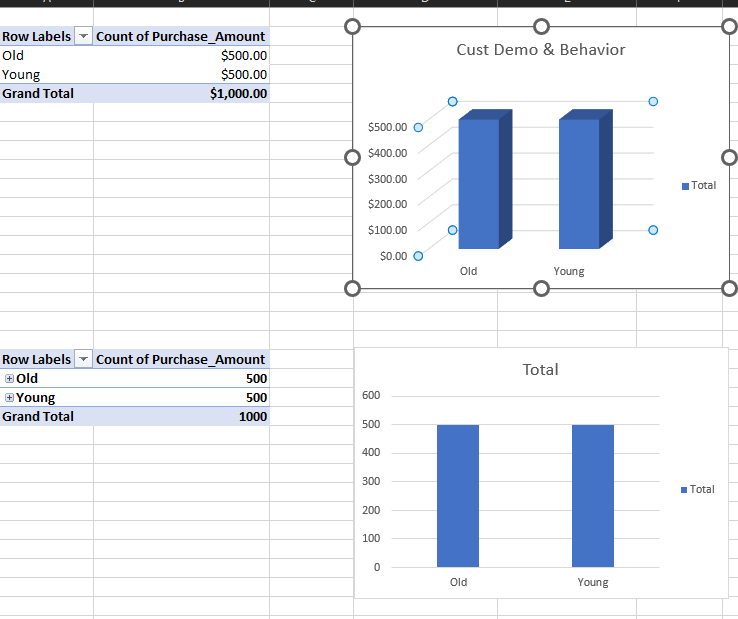 Row Labels Count of Purchase_Amount
Old $500.00
Young $500.00
Grand Total $1,000.00
Cust Demo & Behavior
$500.00
$400.00
$300.00
$200.00
$100.00
$0.00
Old Young
Total
Row Labels Count of Purchase_Amount
Old 500
Young 500
Grand Total 1000
Total
600
500
400
300
200
100
0
Old Young
Total